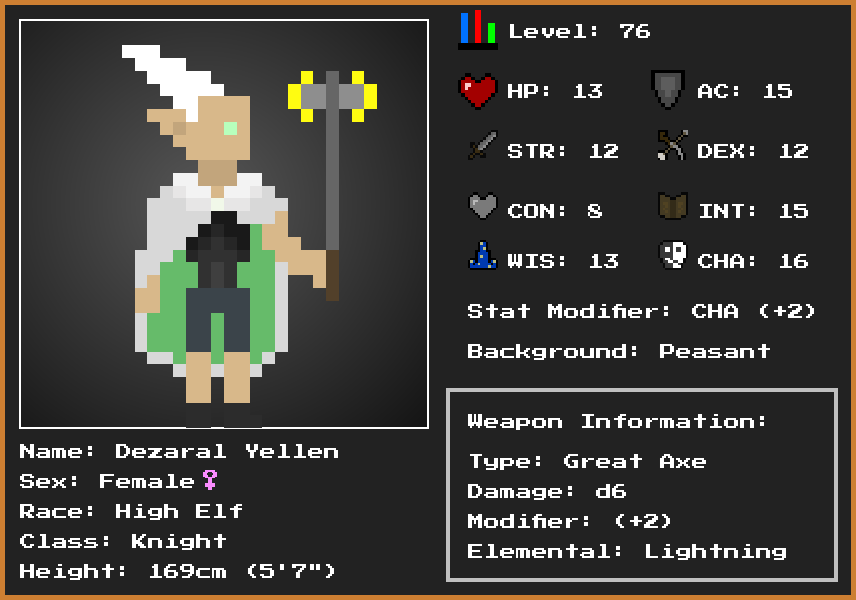 Level: 76
HP: 13
AC: 15
STR: 12
DEX: 12
CON: 8
INT: 15
WIS: 13
CHA: 16
Stat Modifier: CHA (+2)
Background: Peasant
Weapon Information:
Type: Great Axe
Damage: d6
Modifier: (+2)
Elemental: Lightning
Name: Dezaral Yellen
Sex: Female♀
Race: High Elf
Class: Knight
Height: 169cm (5'7")